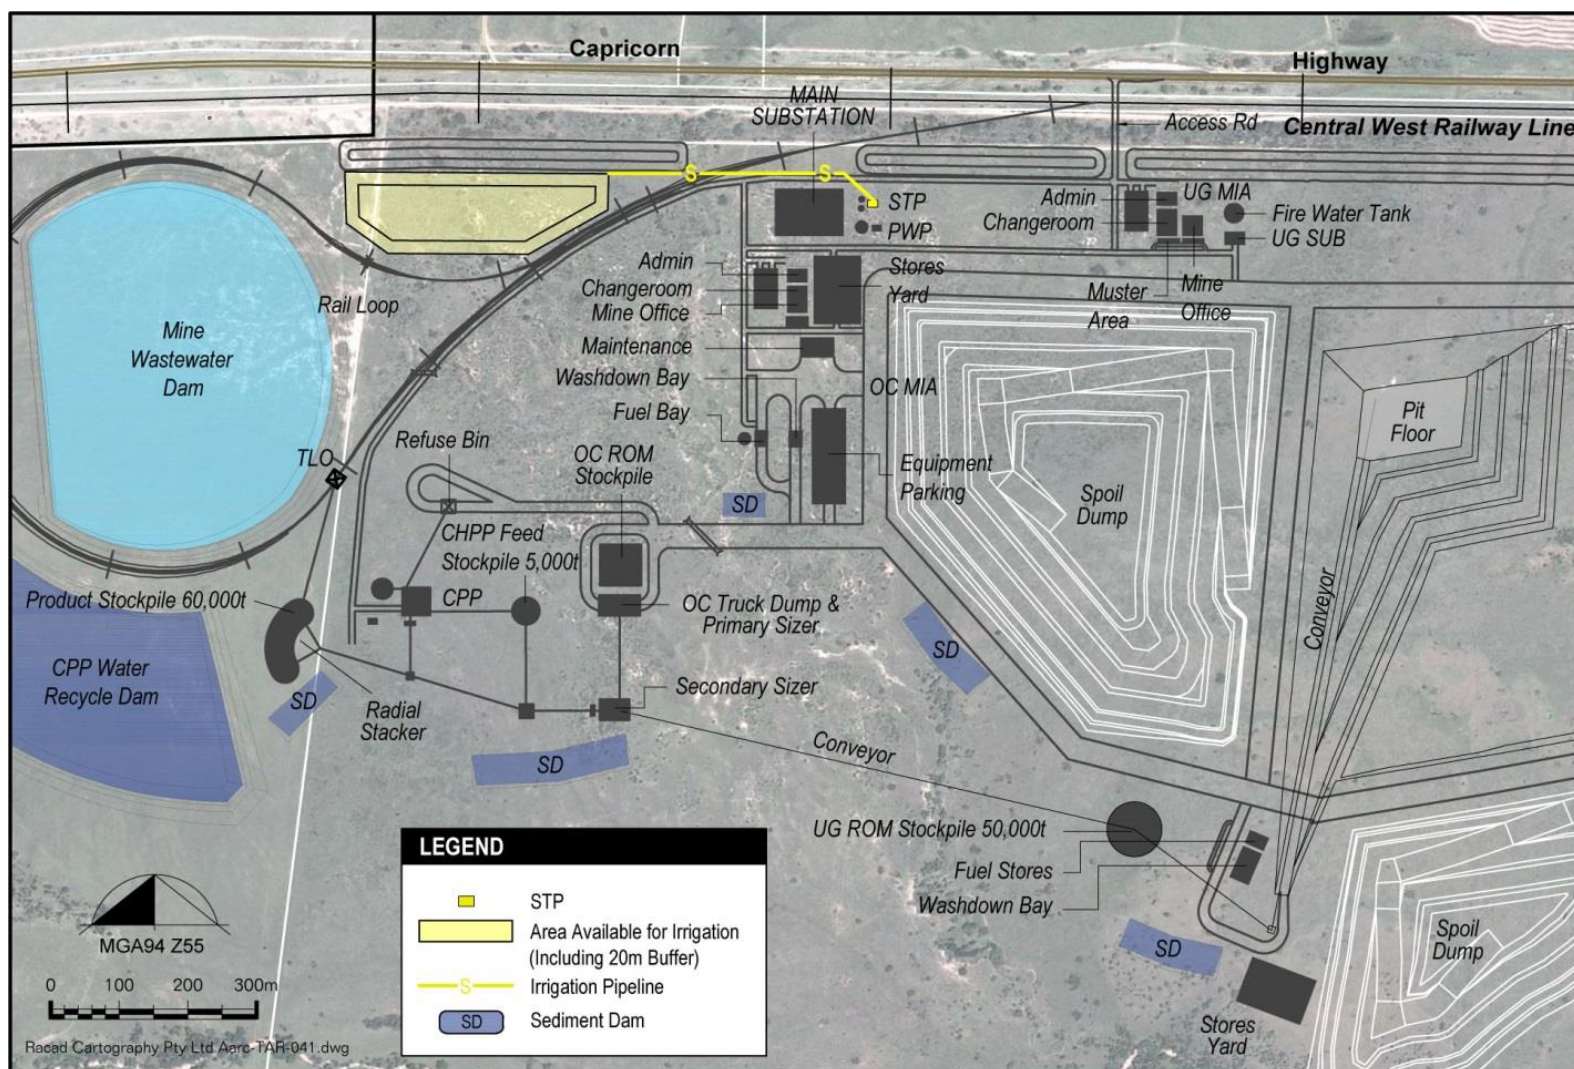 Capricorn
Highway
MAIN
SUBSTATION
Access Rd
Central West Railway Line
S
S
STP
PWP
Admin
Changeroom
UG MIA
Fire Water Tank
UG SUB
Muster
Area
Mine
Office
Admin
Changeroom
Mine Office
Stores
Yard
Rail Loop
Mine
Wastewater
Dam
Maintenance
Washdown Bay
Fuel Bay
OC MIA
Pit
Floor
TLO
Refuse Bin
OC ROM
Stockpile
Equipment
Parking
SD
Spoil
Dump
CHPP Feed
Stockpile 5,000t
Product Stockpile 60,000t
CPP
OC Truck Dump &
Primary Sizer
Conveyor
SD
CPP Water
Recycle Dam
SD
Radial
Stacker
Secondary Sizer
SD
Conveyor
UG ROM Stockpile 50,000t
Fuel Stores
Washdown Bay
SD
Spoil
Dump
Stores
Yard
LEGEND
STP
Area Available for Irrigation
(Including 20m Buffer)
S
Irrigation Pipeline
SD
Sediment Dam
MGA94 Z55
0 100 200 300m
Racad Cartography Pty Ltd Aarc-TAR-041.dwg